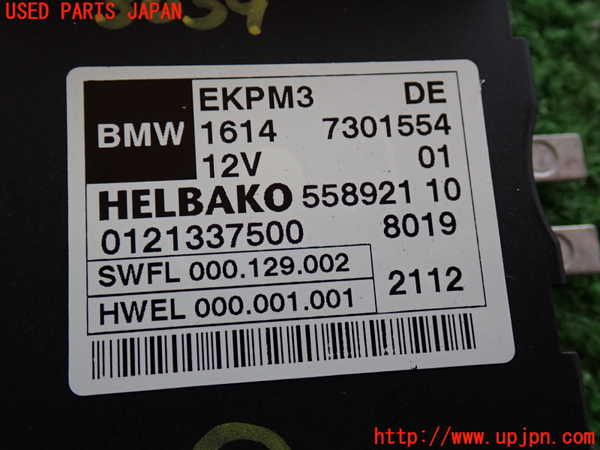 USED PARTS JAPAN.
BMW
EKPM3 DE
1614 7301554
12V 01
HELBAKO 558921 10
0121337500 8019
SWFL 000.129.002
HWEL 000.001.001 2112
http://www.upjpn.com/